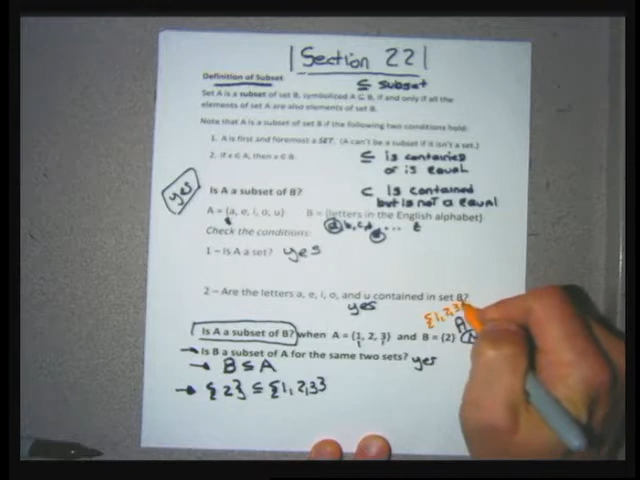 Section 22
Definition of Subset
⊆ subset
Set A is a subset of set B, symbolized A ⊆ B, if and only if all the
elements of set A are also elements of set B.
Note that A is a subset of set B if the following two conditions hold:
1. A is first and foremost a SET. (A can't be a subset if it isn't a set.)
2. If x ∈ A, then x ∈ B.
⊆ is contained
or is equal
⊂ is contained
but is not a equal
yes
Is A a subset of B?
A = {a, e, i, o, u} B = {letters in the English alphabet}
a, b, c, d, e ... z
Check the conditions:
1 – Is A a set? yes
2 – Are the letters a, e, i, o, and u contained in set B?
yes
{1, 2, 3}
Is A a subset of B? when A = {1, 2, 3} and B = {2}
A
→ Is B a subset of A for the same two sets? yes
→ B ⊆ A
→ {2} ⊆ {1, 2, 3}